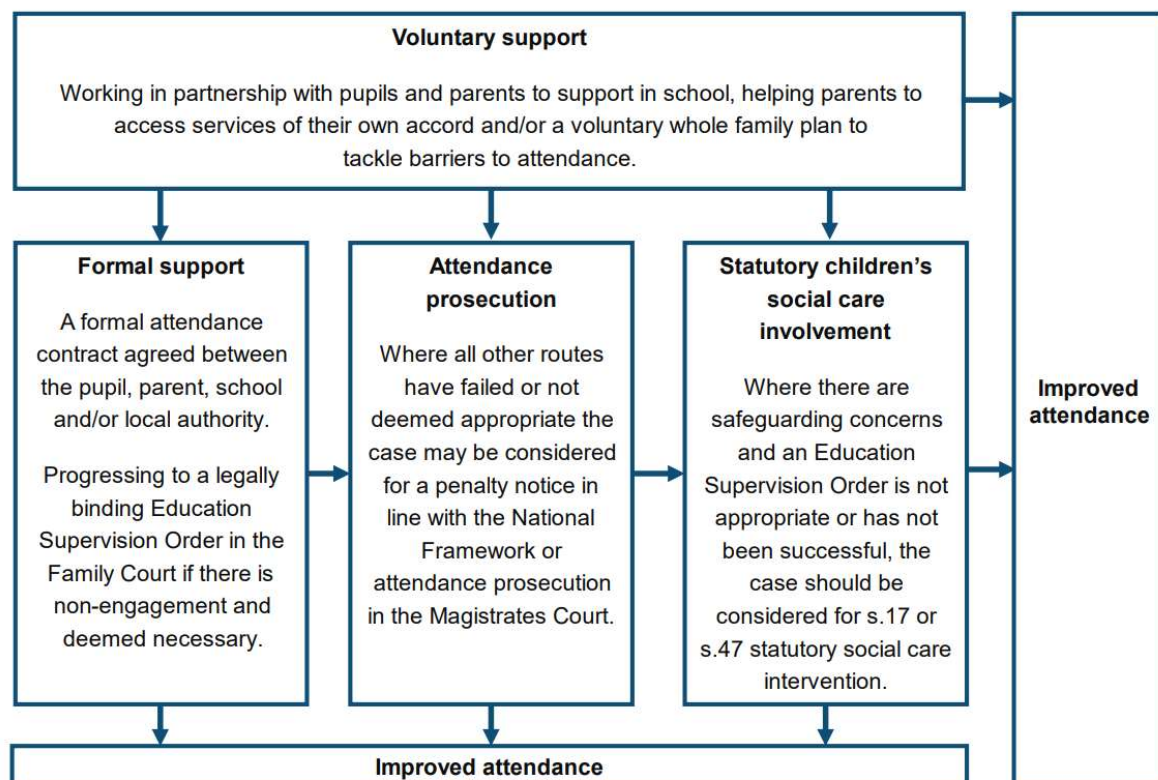 Voluntary support
Working in partnership with pupils and parents to support in school, helping parents to
access services of their own accord and/or a voluntary whole family plan to
tackle barriers to attendance.
Formal support
A formal attendance
contract agreed between
the pupil, parent, school
and/or local authority.
Progressing to a legally
binding Education
Supervision Order in the
Family Court if there is
non-engagement and
deemed necessary.
Attendance
prosecution
Where all other routes
have failed or not
deemed appropriate the
case may be considered
for a penalty notice in
line with the National
Framework or
attendance prosecution
in the Magistrates Court.
Statutory children’s
social care
involvement
Where there are
safeguarding concerns
and an Education
Supervision Order is not
appropriate or has not
been successful, the
case should be
considered for s.17 or
s.47 statutory social care
intervention.
Improved
attendance
Improved attendance